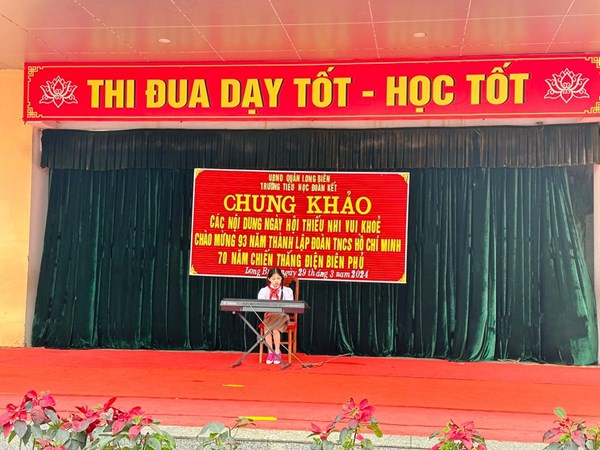 THI ĐUA DẠY TỐT - HỌC TỐT
UBND QUẬN LONG BIÊN
TRƯỜNG TIỂU HỌC ĐOÀN KẾT
CHUNG KHẢO
CÁC NỘI DUNG NGÀY HỘI THIẾU NHI VUI KHOẺ
CHÀO MỪNG 93 NĂM THÀNH LẬP ĐOÀN TNCS HỒ CHÍ MINH
70 NĂM CHIẾN THẮNG ĐIỆN BIÊN PHỦ
Long Biên, ngày 29 tháng 3 năm 2024